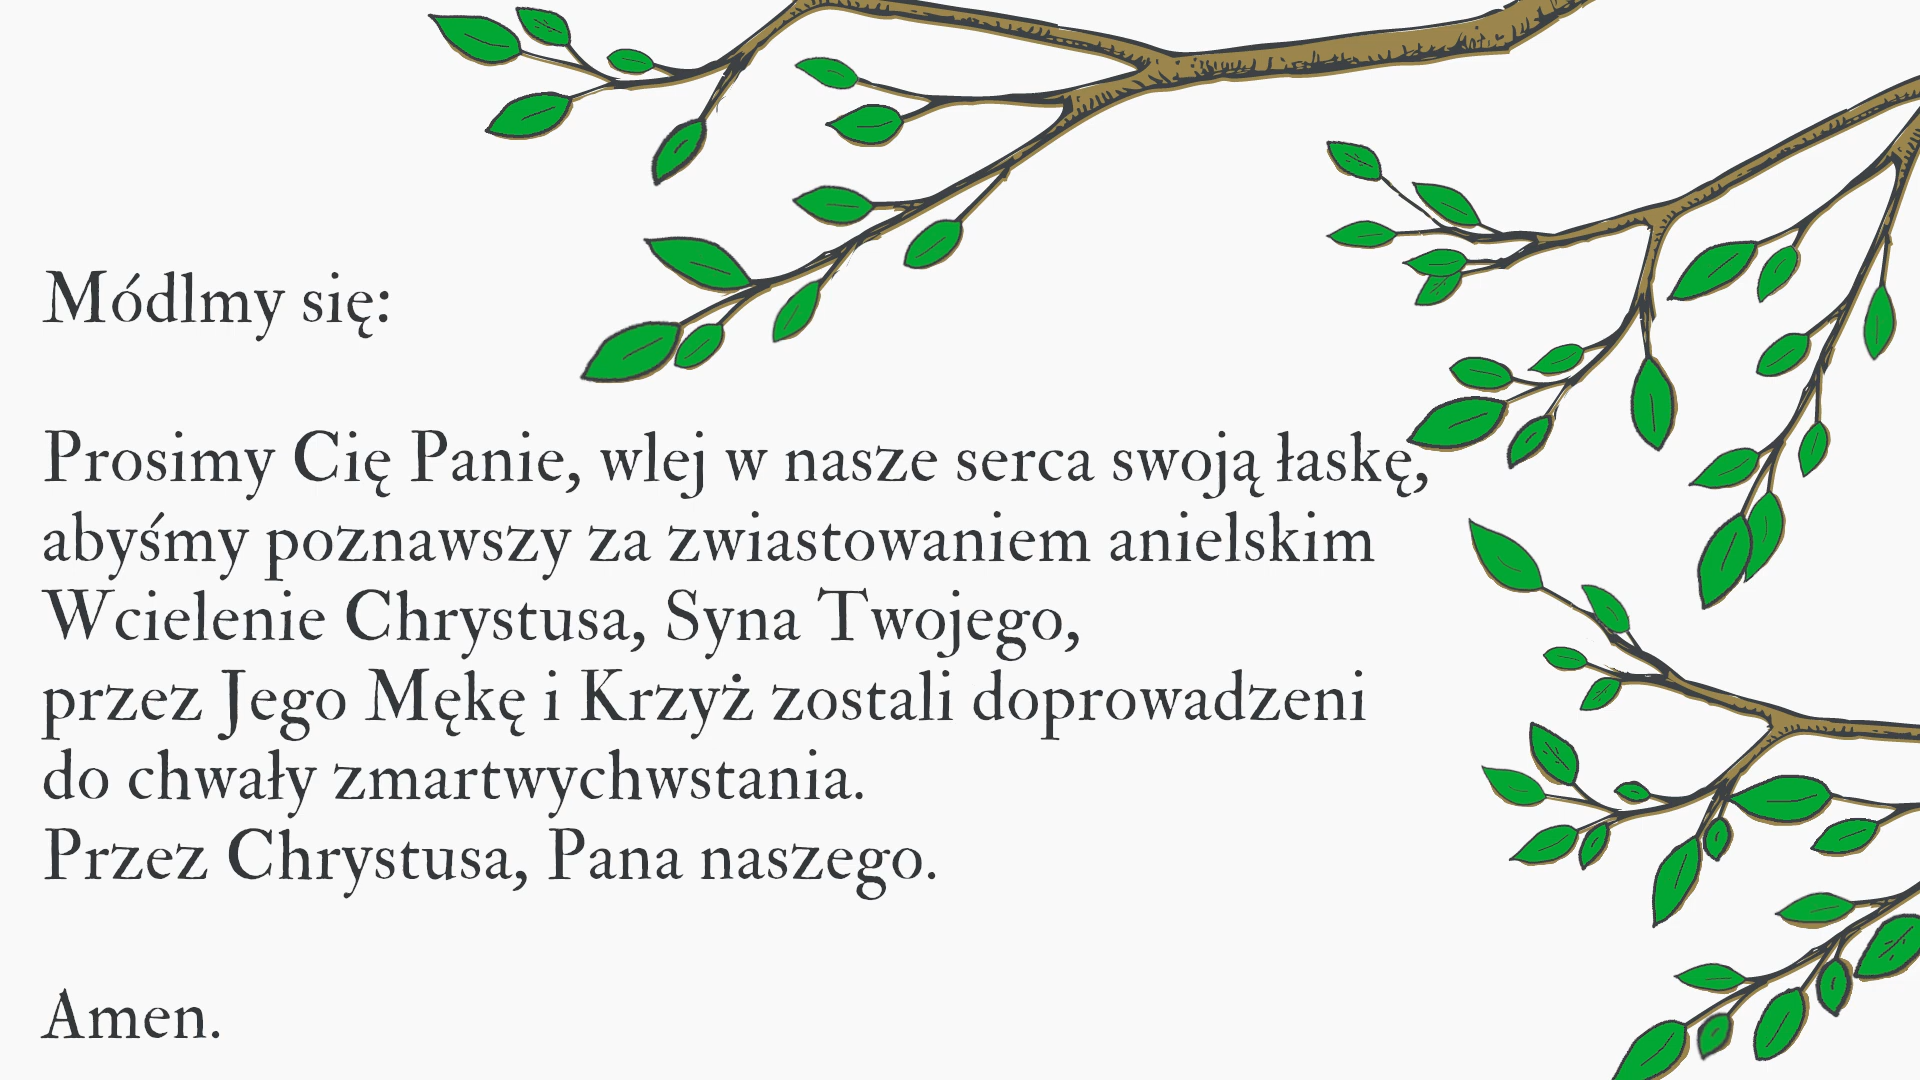 Módlmy się:
Prosimy Cię Panie, wlej w nasze serca swoją łaskę,
abyśmy poznawszy za zwiastowaniem anielskim
Wcielenie Chrystusa, Syna Twojego,
przez Jego Mękę i Krzyż zostali doprowadzeni
do chwały zmartwychwstania.
Przez Chrystusa, Pana naszego.
Amen.